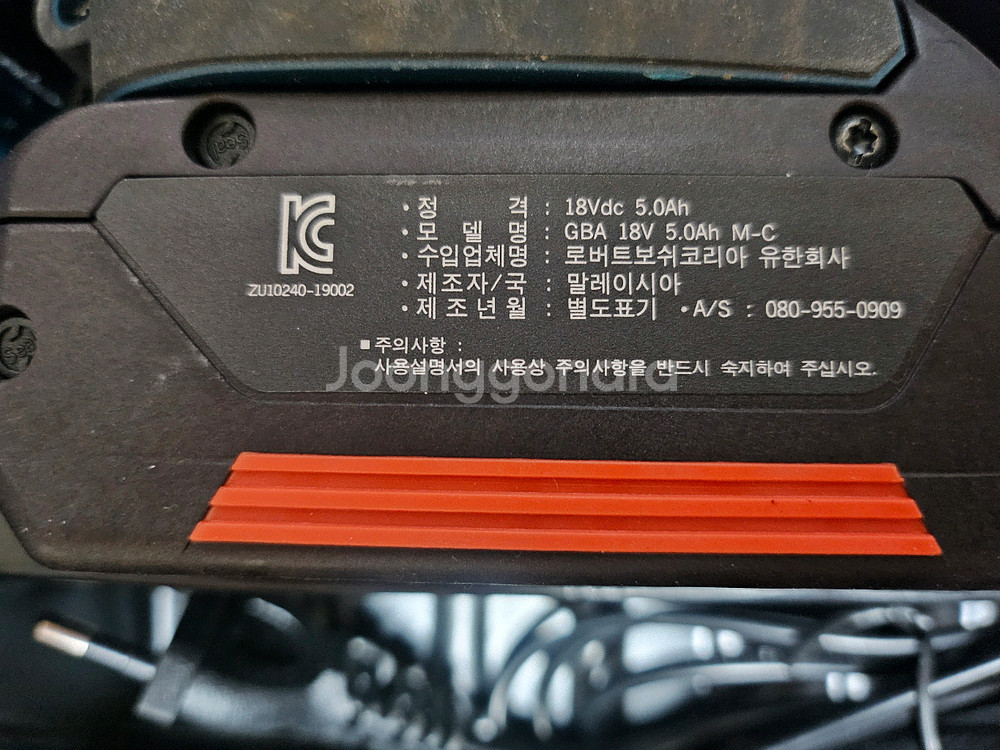 KC
ZU10240-19002
• 정 격 : 18Vdc 5.0Ah
• 모 델 명 : GBA 18V 5.0Ah M-C
• 수입업체명 : 로버트보쉬코리아 유한회사
• 제조자/국 : 말레이시아
• 제 조 년 월 : 별도표기 • A/S : 080-955-0909
■ 주의사항 :
사용설명서의 사용상 주의사항을 반드시 숙지하여 주십시오.
Joonggonara